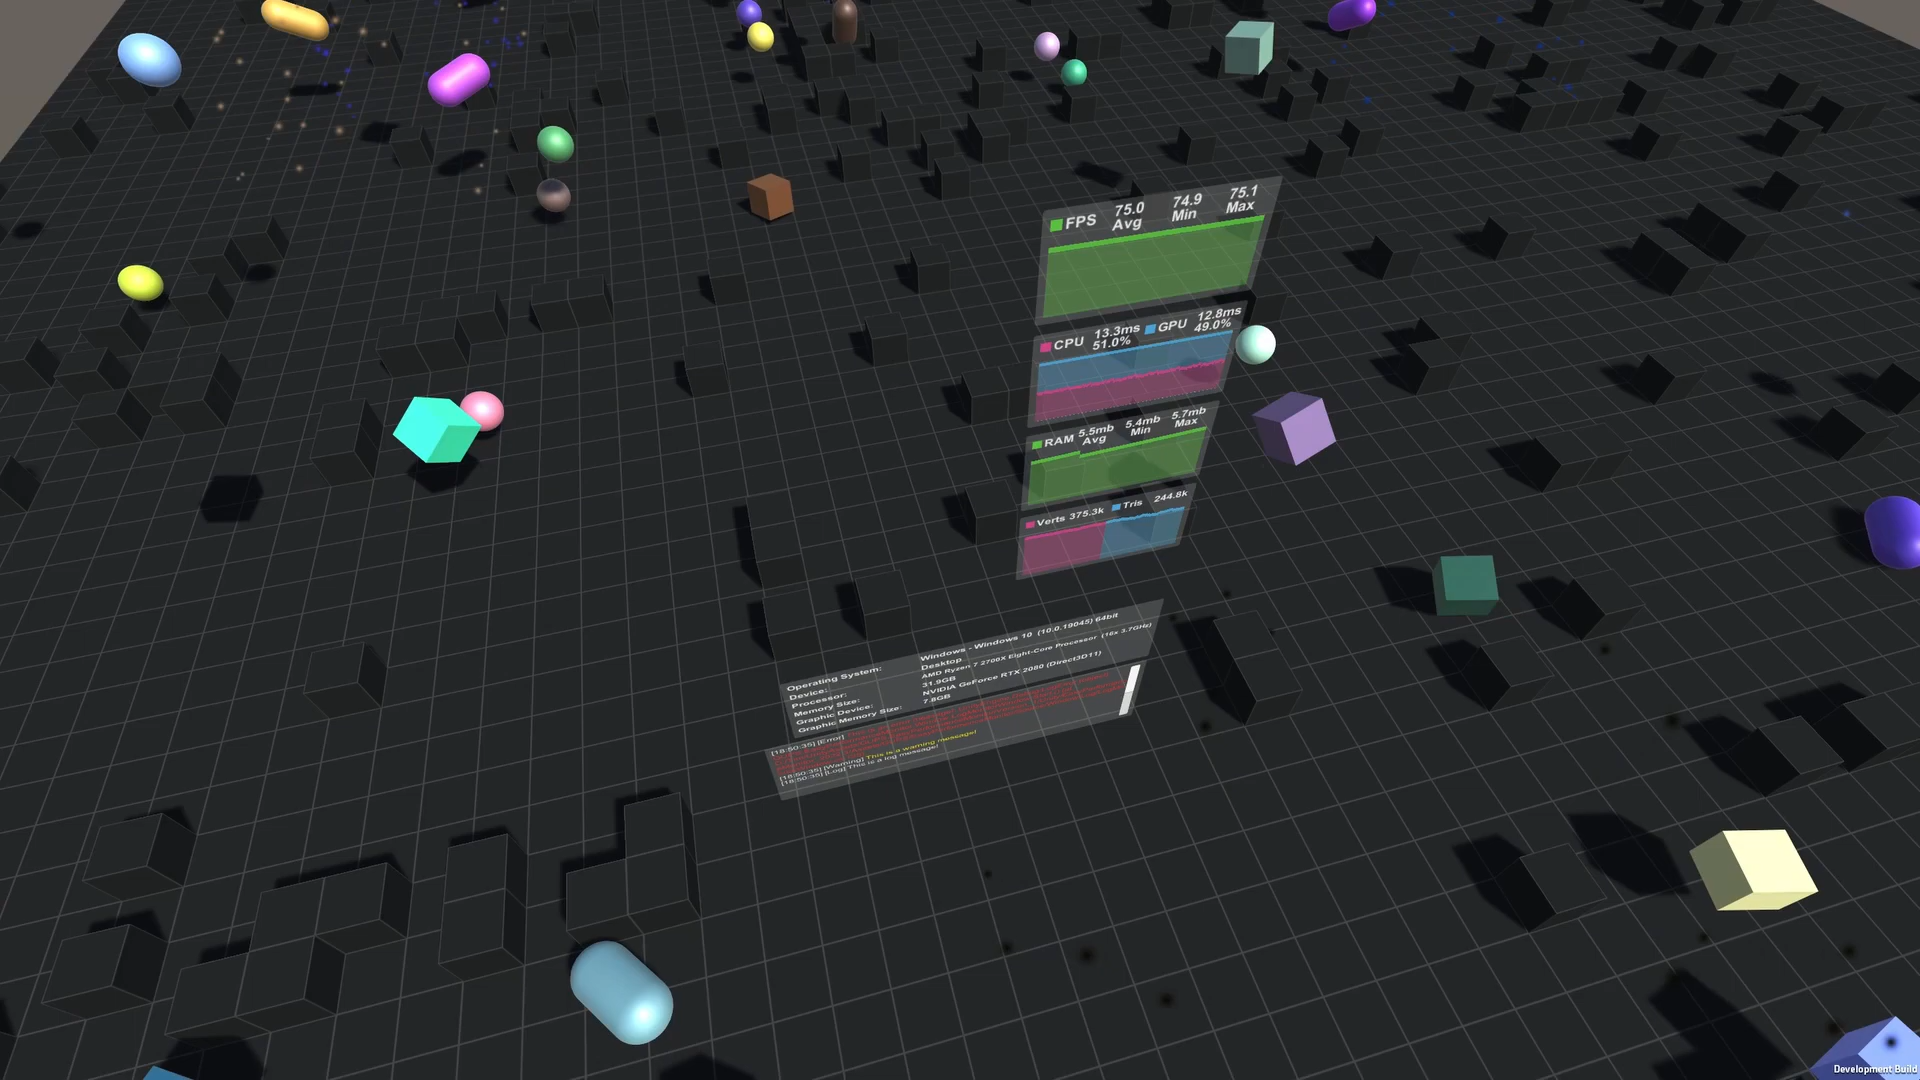 FPS 75.0 Avg 74.9 Min 75.1 Max
CPU 13.3ms 51.0% GPU 12.8ms 49.0%
RAM 5.5mb Avg 5.4mb Min 5.7mb Max
Verts 375.3k Tris 244.8k
Operating System: Windows - Windows 10 (10.0.19045) 64bit
Device: Desktop
Processor: AMD Ryzen 7 2700X Eight-Core Processor (16x 3.7GHz)
Memory Size: 31.9GB
Graphic Device: NVIDIA GeForce RTX 2080 (Direct3D11)
Graphic Memory Size: 7.8GB
[18:50:35] [Error]
[18:50:35] [Warning] This is a warning message!
[18:50:35] [Log] This is a log message!
Development Build